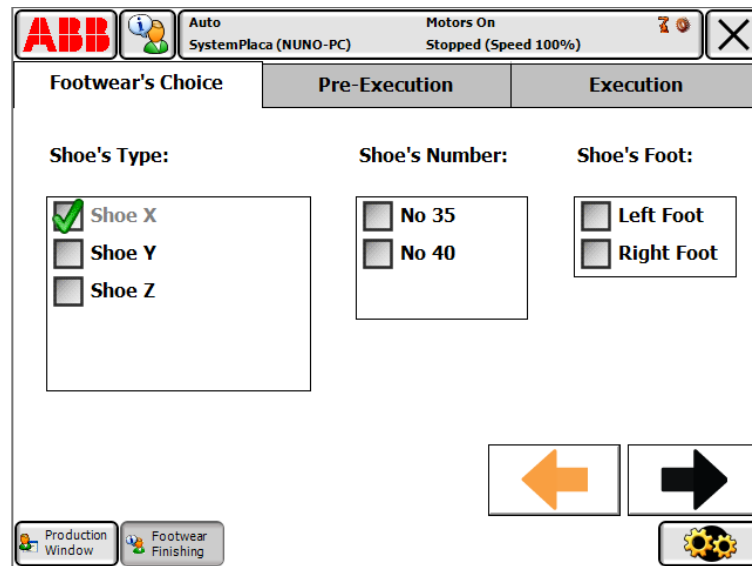 ABB
Auto
SystemPlaca (NUNO-PC)
Motors On
Stopped (Speed 100%)
Footwear's Choice
Pre-Execution
Execution
Shoe's Type:
Shoe's Number:
Shoe's Foot:
Shoe X
Shoe Y
Shoe Z
No 35
No 40
Left Foot
Right Foot
Production
Window
Footwear
Finishing